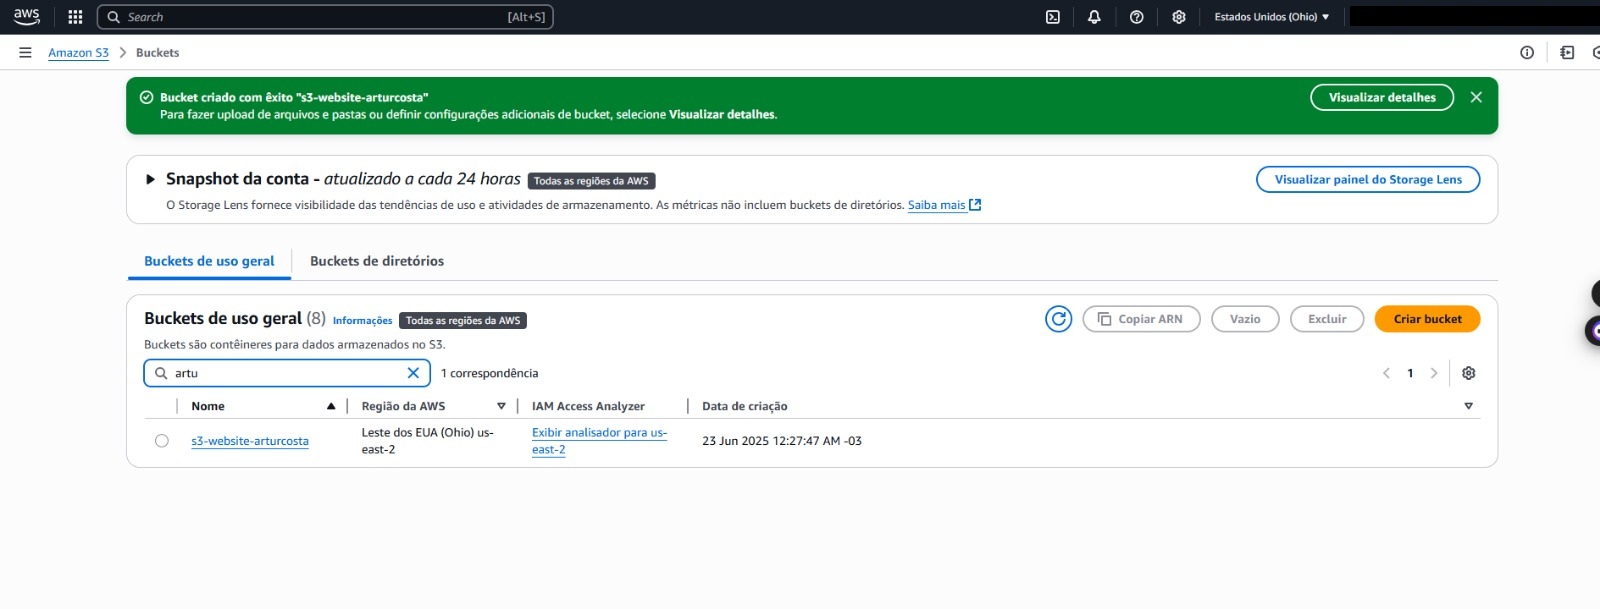 aws
Search [Alt+S] Estados Unidos (Ohio)
Amazon S3 Buckets
Bucket criado com êxito "s3-website-arturcosta"
Para fazer upload de arquivos e pastas ou definir configurações adicionais de bucket, selecione Visualizar detalhes.
Visualizar detalhes
Snapshot da conta - atualizado a cada 24 horas Todas as regiões da AWS
O Storage Lens fornece visibilidade das tendências de uso e atividades de armazenamento. As métricas não incluem buckets de diretórios. Saiba mais
Visualizar painel do Storage Lens
Buckets de uso geral Buckets de diretórios
Buckets de uso geral (8) Informações Todas as regiões da AWS
Copiar ARN Vazio Excluir Criar bucket
Buckets são contêineres para dados armazenados no S3.
artu 1 correspondência 1
Nome Região da AWS IAM Access Analyzer Data de criação
s3-website-arturcosta Leste dos EUA (Ohio) us-east-2 Exibir analisador para us-east-2 23 Jun 2025 12:27:47 AM -03